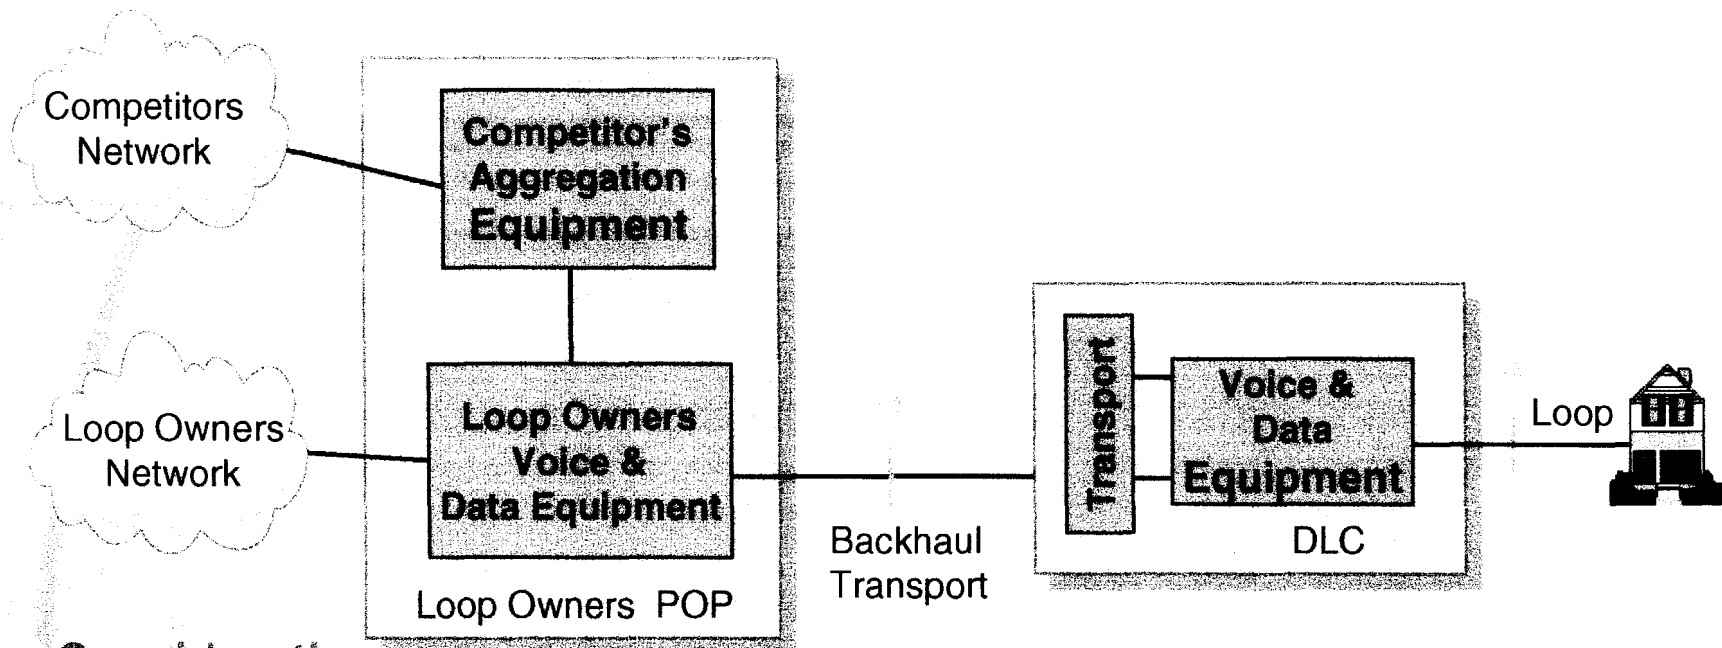 Competitors
Network
Competitor's
Aggregation
Equipment
Loop Owners
Network
Loop Owners
Voice &
Data Equipment
Loop Owners POP
Backhaul
Transport
Transport
Voice &
Data
Equipment
DLC
Loop